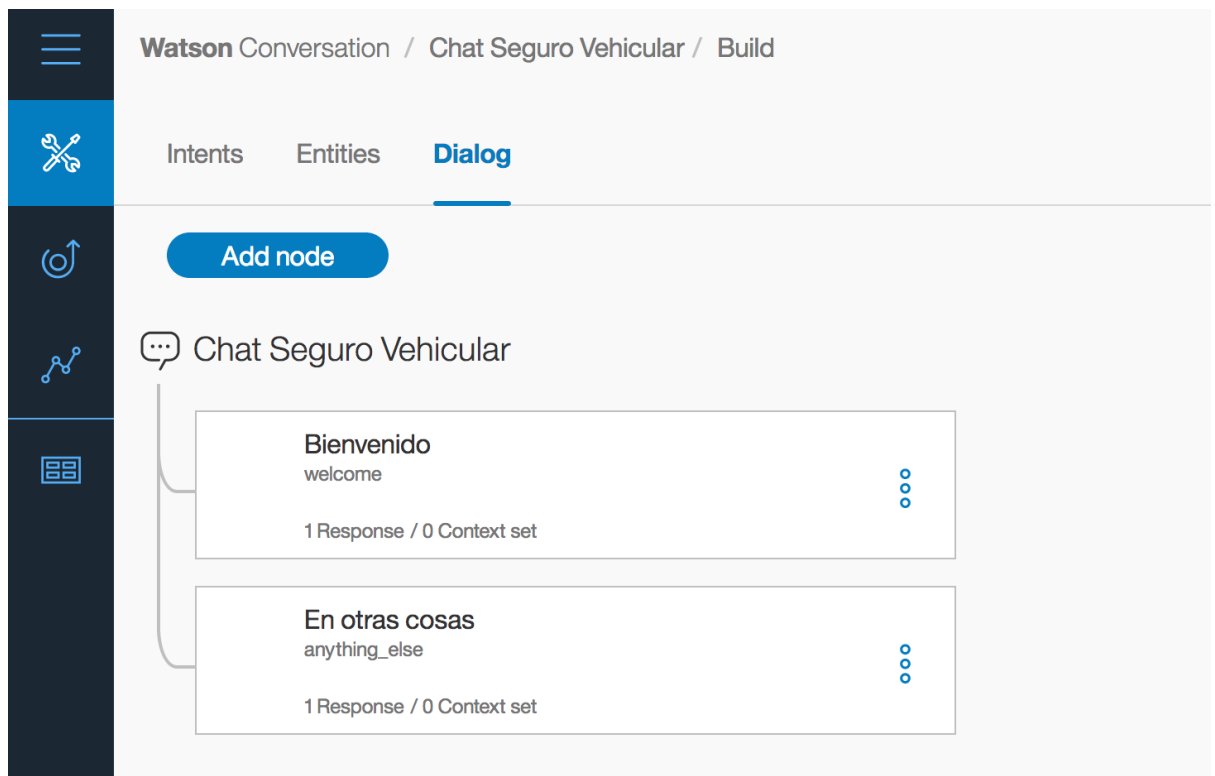 Watson Conversation / Chat Seguro Vehicular / Build
Intents Entities Dialog
Add node
Chat Seguro Vehicular
Bienvenido
welcome
1 Response / 0 Context set
En otras cosas
anything_else
1 Response / 0 Context set